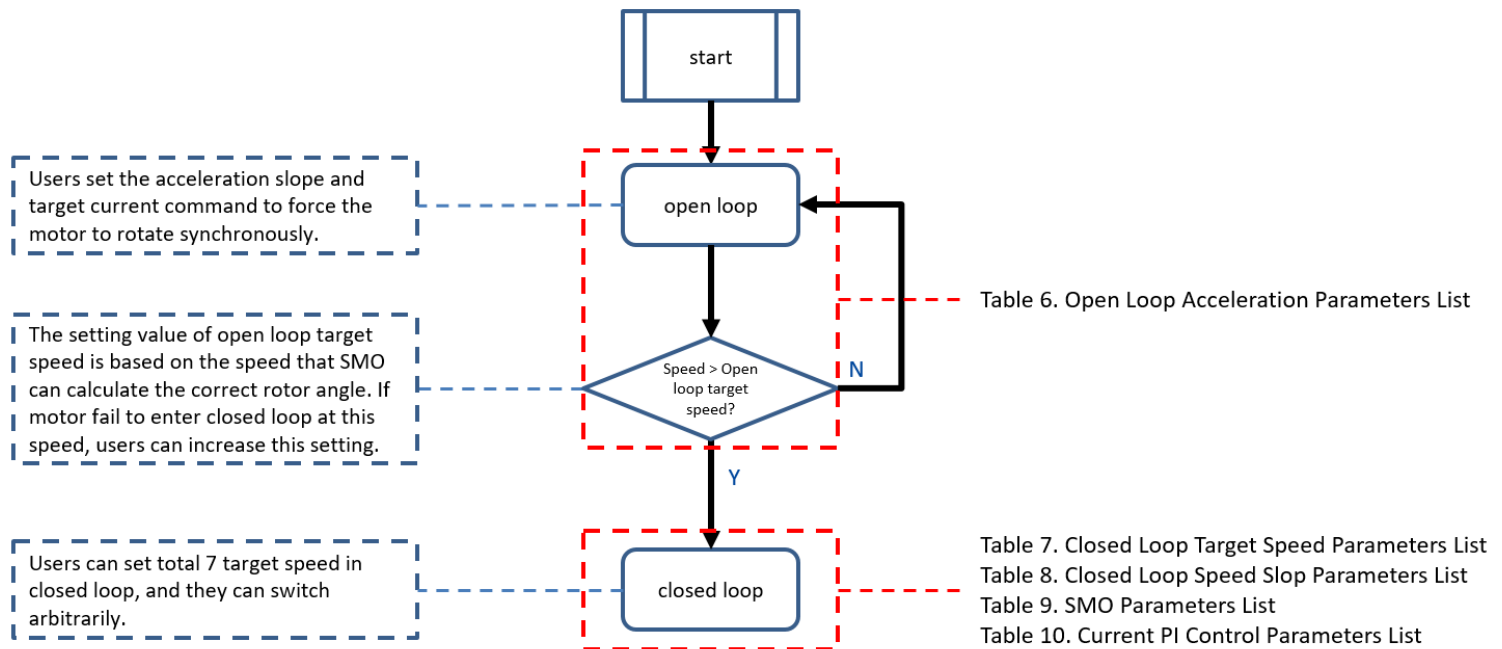 start
Users set the acceleration slope and
target current command to force the
motor to rotate synchronously.
open loop
Table 6. Open Loop Acceleration Parameters List
The setting value of open loop target
speed is based on the speed that SMO
can calculate the correct rotor angle. If
motor fail to enter closed loop at this
speed, users can increase this setting.
Speed > Open
loop target
speed?
N
Y
Users can set total 7 target speed in
closed loop, and they can switch
arbitrarily.
closed loop
Table 7. Closed Loop Target Speed Parameters List
Table 8. Closed Loop Speed Slop Parameters List
Table 9. SMO Parameters List
Table 10. Current PI Control Parameters List